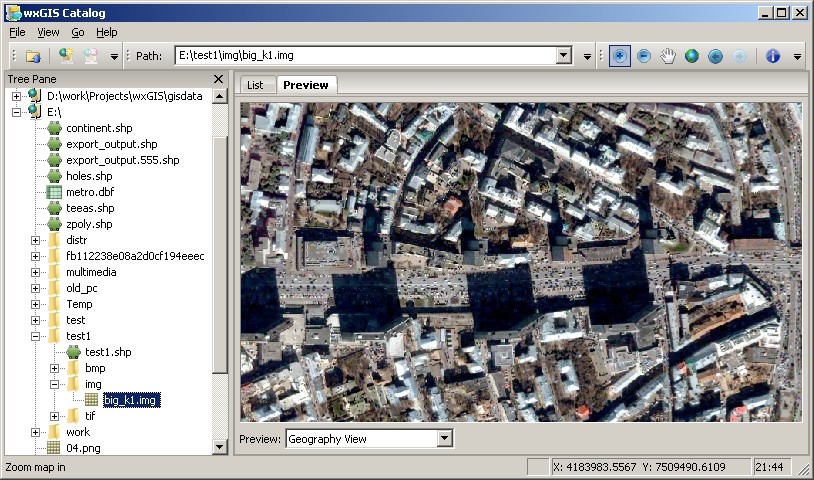 wxGIS Catalog
File View Go Help
Path: E:\test1\img\big_k1.img
Tree Pane
List Preview
D:\work\Projects\wxGIS\gisdata
E:\
continent.shp
export_output.shp
export_output.555.shp
holes.shp
metro.dbf
teeas.shp
zpoly.shp
distr
fb112238e08a2d0cf194eeec
multimedia
old_pc
Temp
test
test1
test1.shp
bmp
img
big_k1.img
tif
work
04.png
Preview: Geography View
Zoom map in
X: 4183983.5567 Y: 7509490.6109
21:44